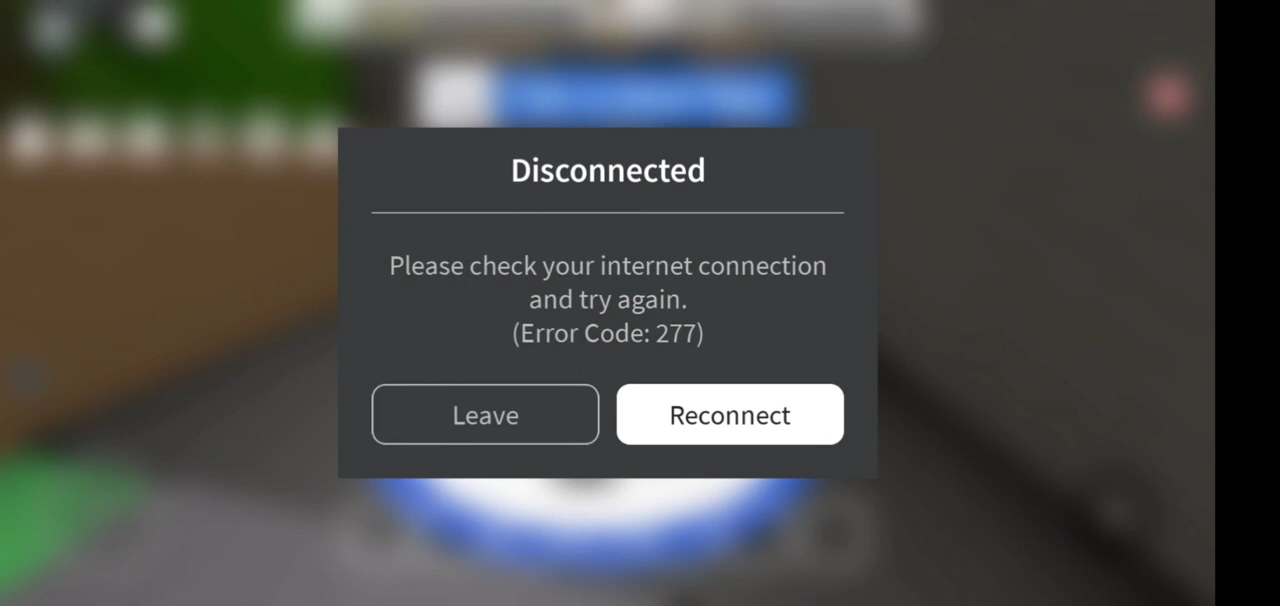 Disconnected
Please check your internet connection
and try again.
(Error Code: 277)
Leave
Reconnect